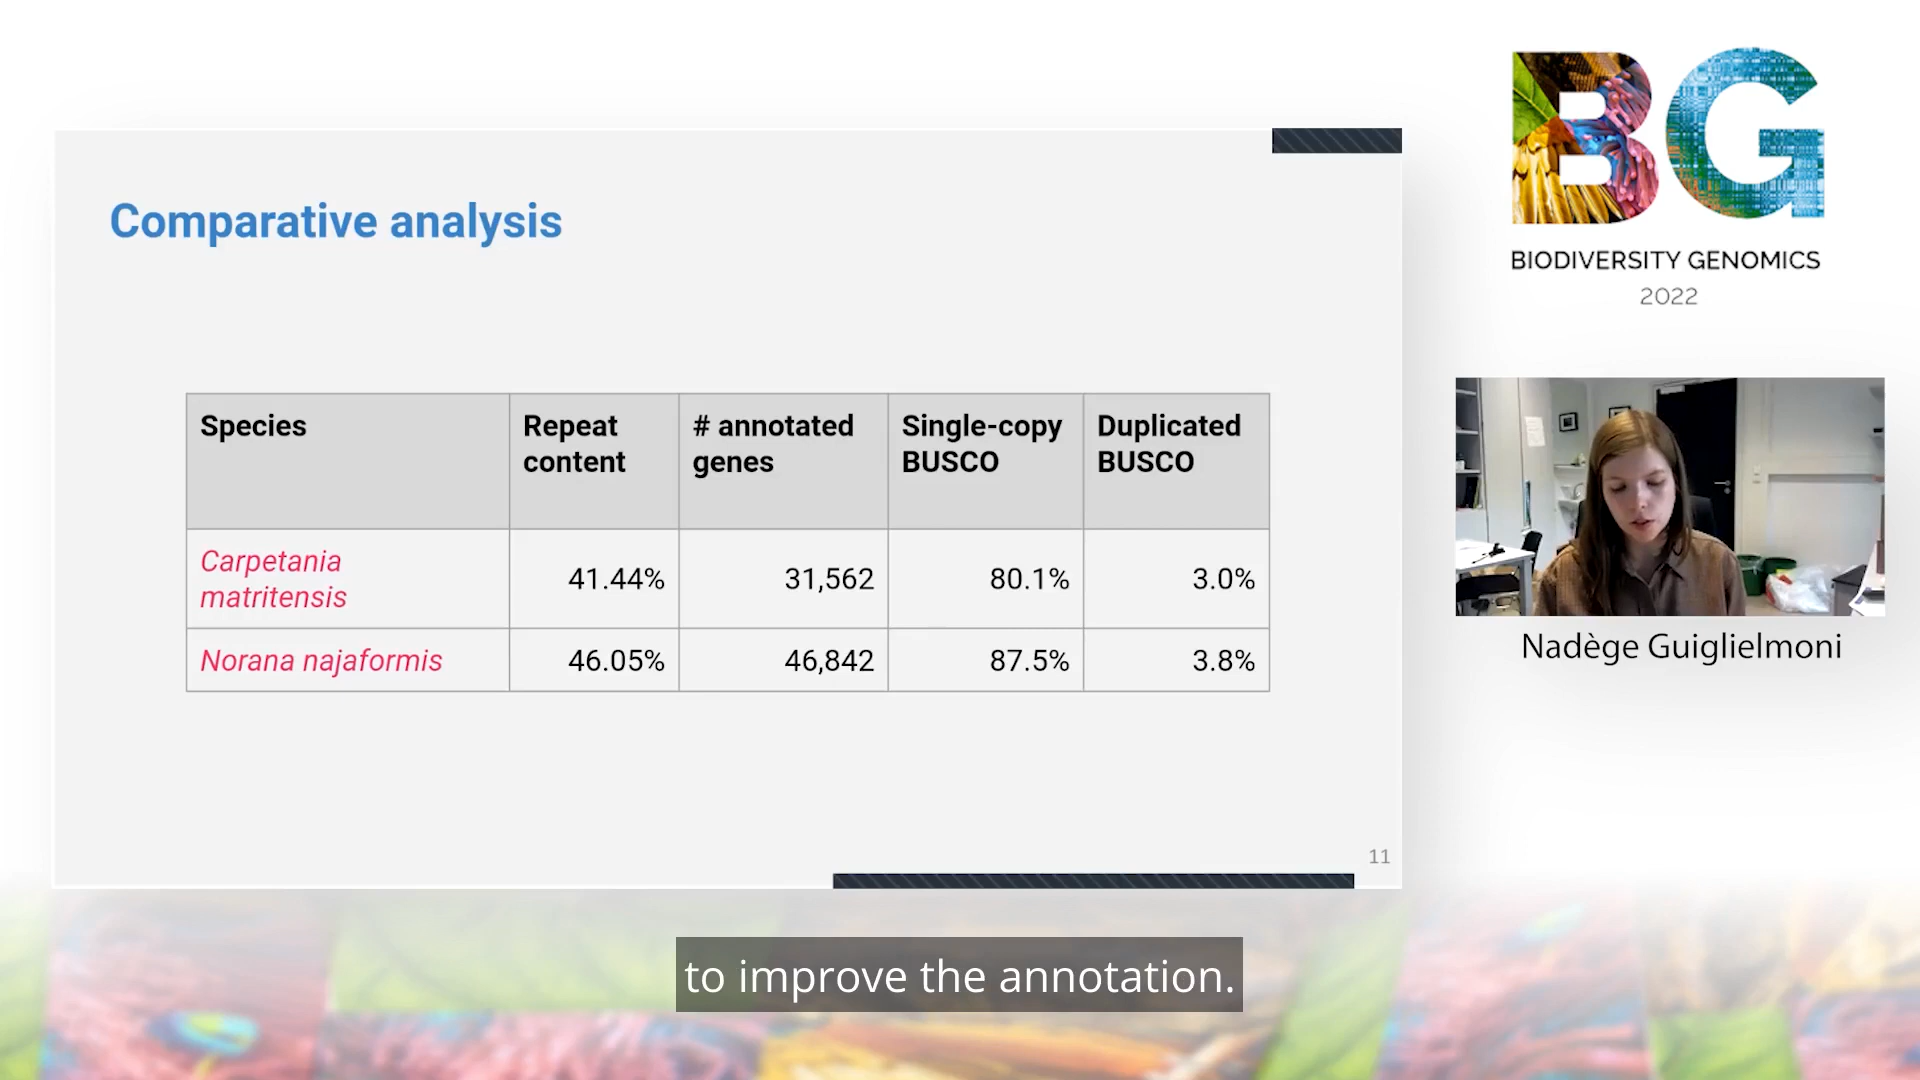 BG
BIODIVERSITY GENOMICS
2022
Comparative analysis
Species
Repeat content
# annotated genes
Single-copy BUSCO
Duplicated BUSCO
Carpetania matritensis
41.44%
31,562
80.1%
3.0%
Norana najaformis
46.05%
46,842
87.5%
3.8%
11
Nadège Guiglielmoni
to improve the annotation.